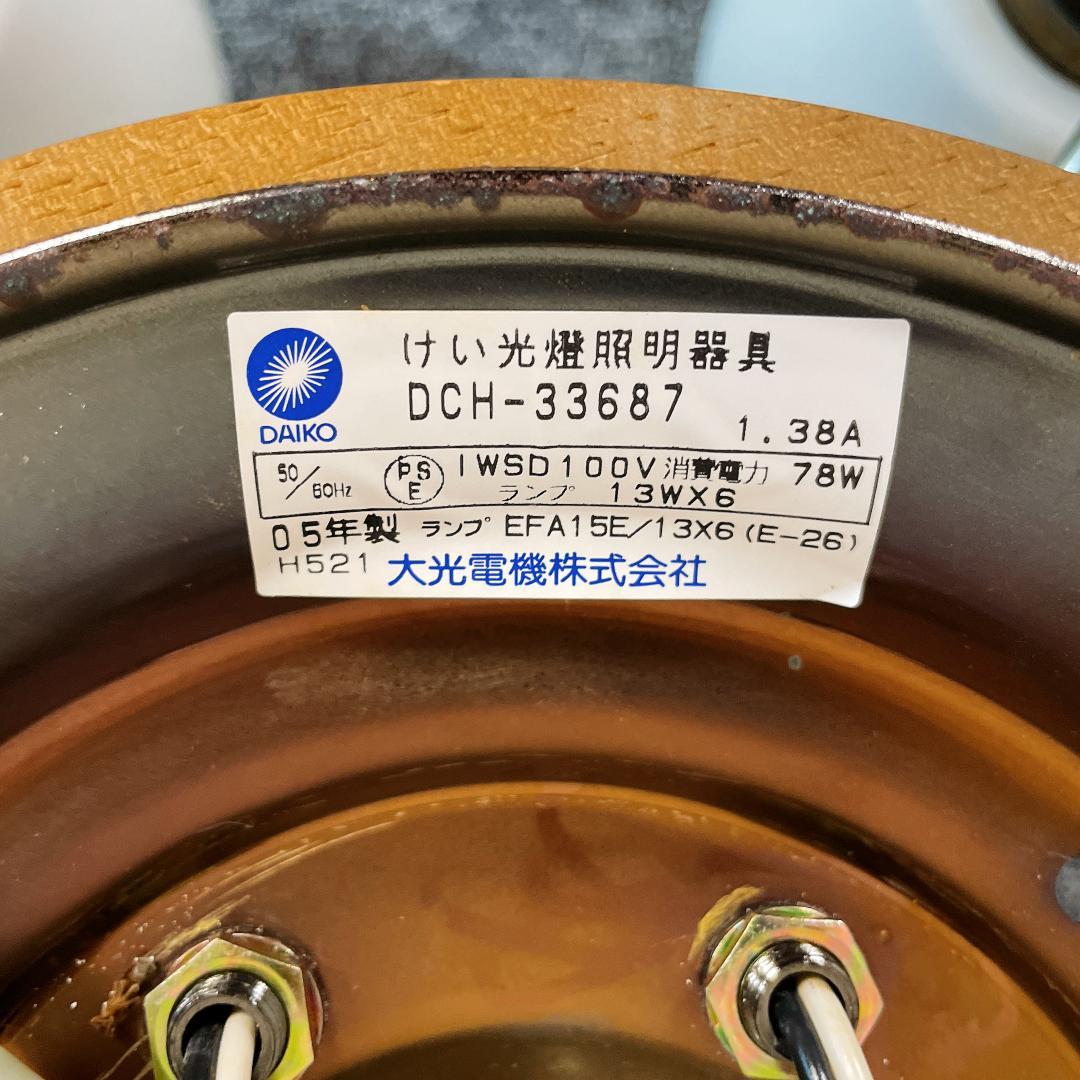 けい光燈照明器具
DAIKO
DCH-33687
1.38A
50/60Hz
PS
E
IWSD 100V 消費電力 78W
ランプ 13WX6
05年製 ランプ EFA15E/13X6 (E-26)
H521 大光電機株式会社